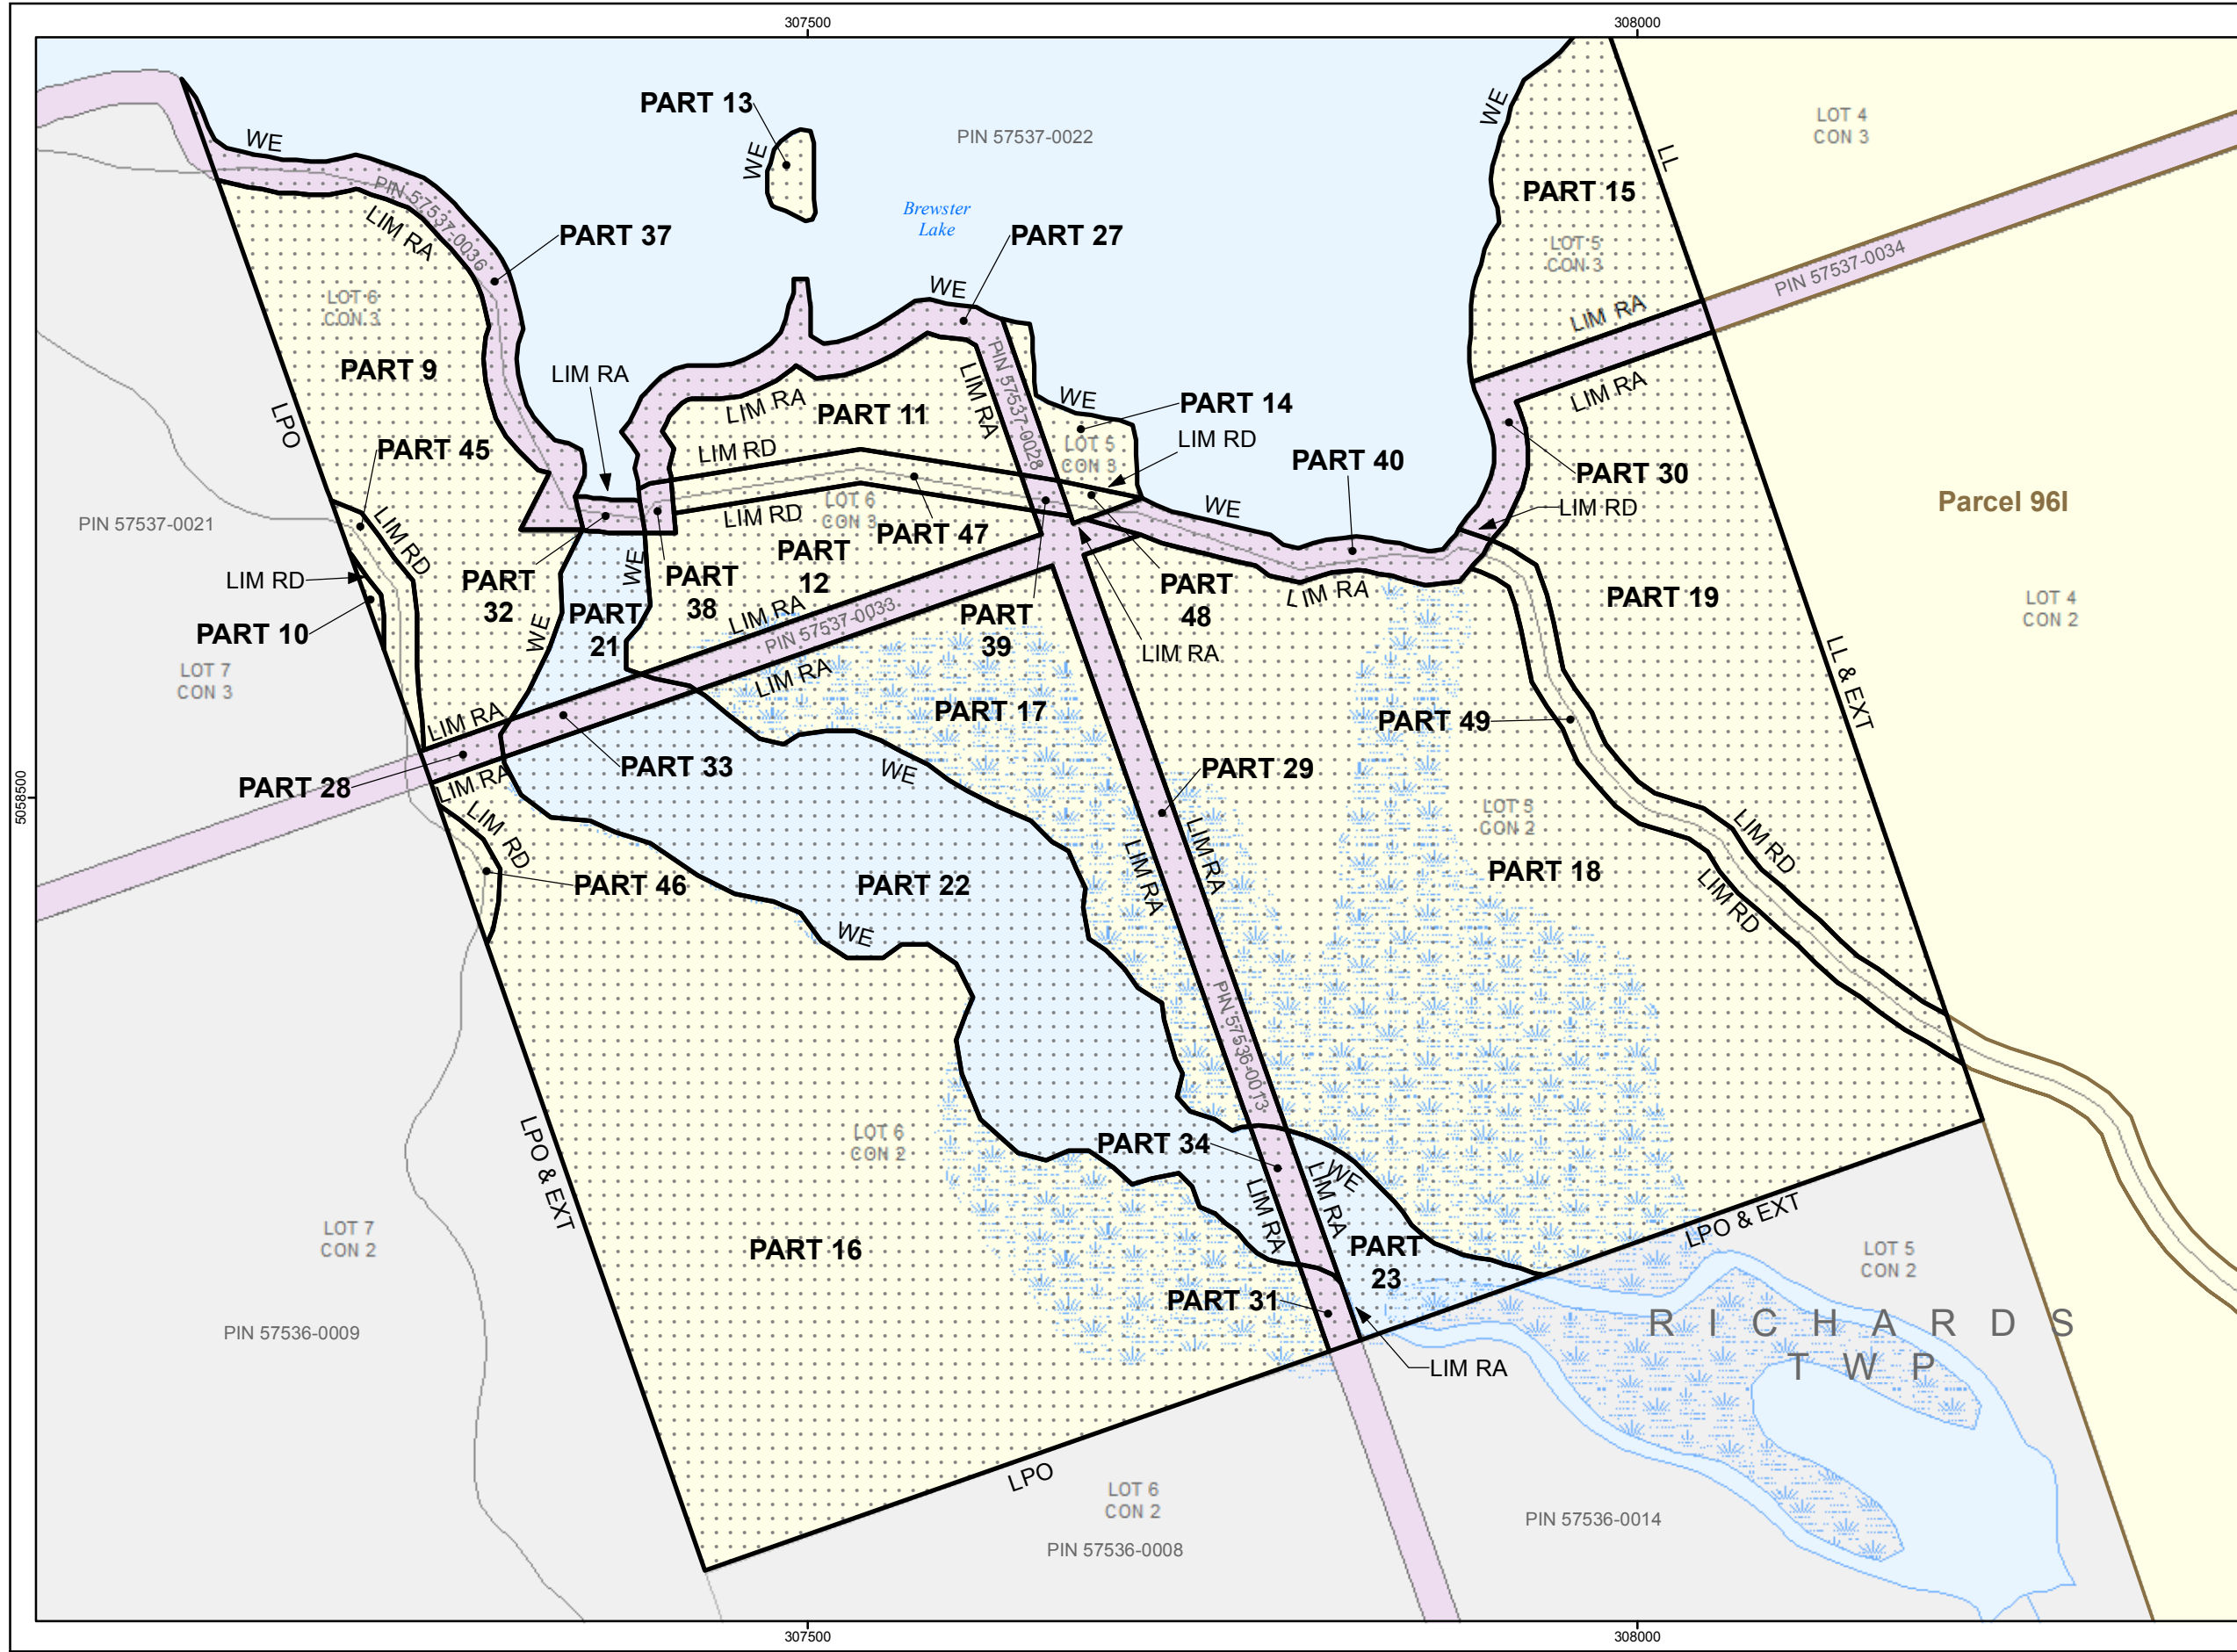 307500
308000
PART 13
PIN 57537-0022
LOT 4
CON 3
WE
WE
WE
LL
PIN 57537-0036
PART 15
LIM RA
PART 37
Brewster
Lake
PART 27
LOT 5
CON 3
PIN 57537-0034
LOT 6
CON 3
WE
LIM RA
PART 9
LIM RA
PIN 57537-0028
LIM RA
WE
LIM RA
LPO
LIM RA
PART 11
PART 14
PART 45
LIM RD
LOT 5
CON 3
LIM RD
PART 40
PART 30
LIM RD
Parcel 96I
PIN 57537-0021
LIM RD
LIM RD
LOT 6
CON 3
PART 47
WE
LIM RD
PART
32
WE
PART
38
PART
12
LIM RA
PART
48
PART 19
LOT 4
CON 2
PART 10
WE
PART
21
LIM RA
PIN 57537-0033
PART
39
LIM RA
LL & EXT
LOT 7
CON 3
LIM RA
PART 17
PART 49
LIM RA
PART 28
LIM RA
PART 33
WE
PART 29
5058500
LIM RD
LIM RA
LIM RA
LOT 5
CON 2
LIM RD
PART 46
PART 22
PART 18
LIM RD
WE
PIN 57536-0013
LPO & EXT
LOT 6
CON 2
PART 34
WE
LIM RA
LIM RA
LPO & EXT
LOT 7
CON 2
PART 16
PART
23
LOT 5
CON 2
PART 31
RICHARDS
TWP
PIN 57536-0009
LIM RA
LPO
LOT 6
CON 2
PIN 57536-0014
PIN 57536-0008
307500
308000